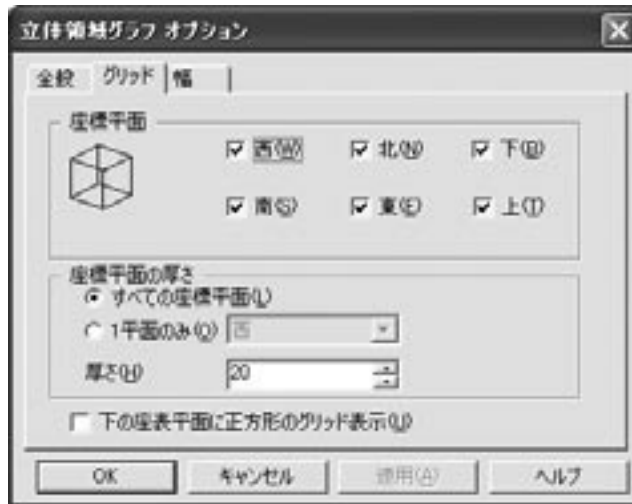 立体領域グラフ オプション
全般 グリッド 幅
座標平面
西(W) 北(N) 下(B)
南(S) 東(E) 上(T)
座標平面の厚さ
すべての座標平面(L)
1平面のみ(O) 西
厚さ(H) 20
下の座表平面に正方形のグリッド表示(U)
OK キャンセル 適用(A) ヘルプ